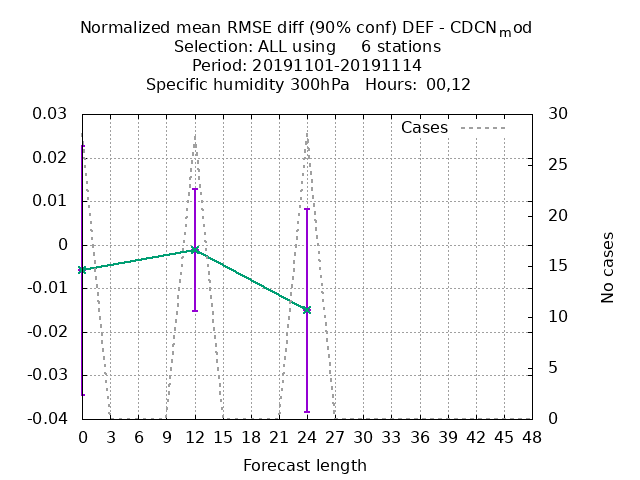 Normalized mean RMSE diff (90% conf) DEF - CDCNmod
Selection: ALL using 6 stations
Period: 20191101-20191114
Specific humidity 300hPa Hours: 00,12
Cases
0.03
0.02
0.01
0
-0.01
-0.02
-0.03
-0.04
30
25
20
15
10
5
0
No cases
0 3 6 9 12 15 18 21 24 27 30 33 36 39 42 45 48
Forecast length